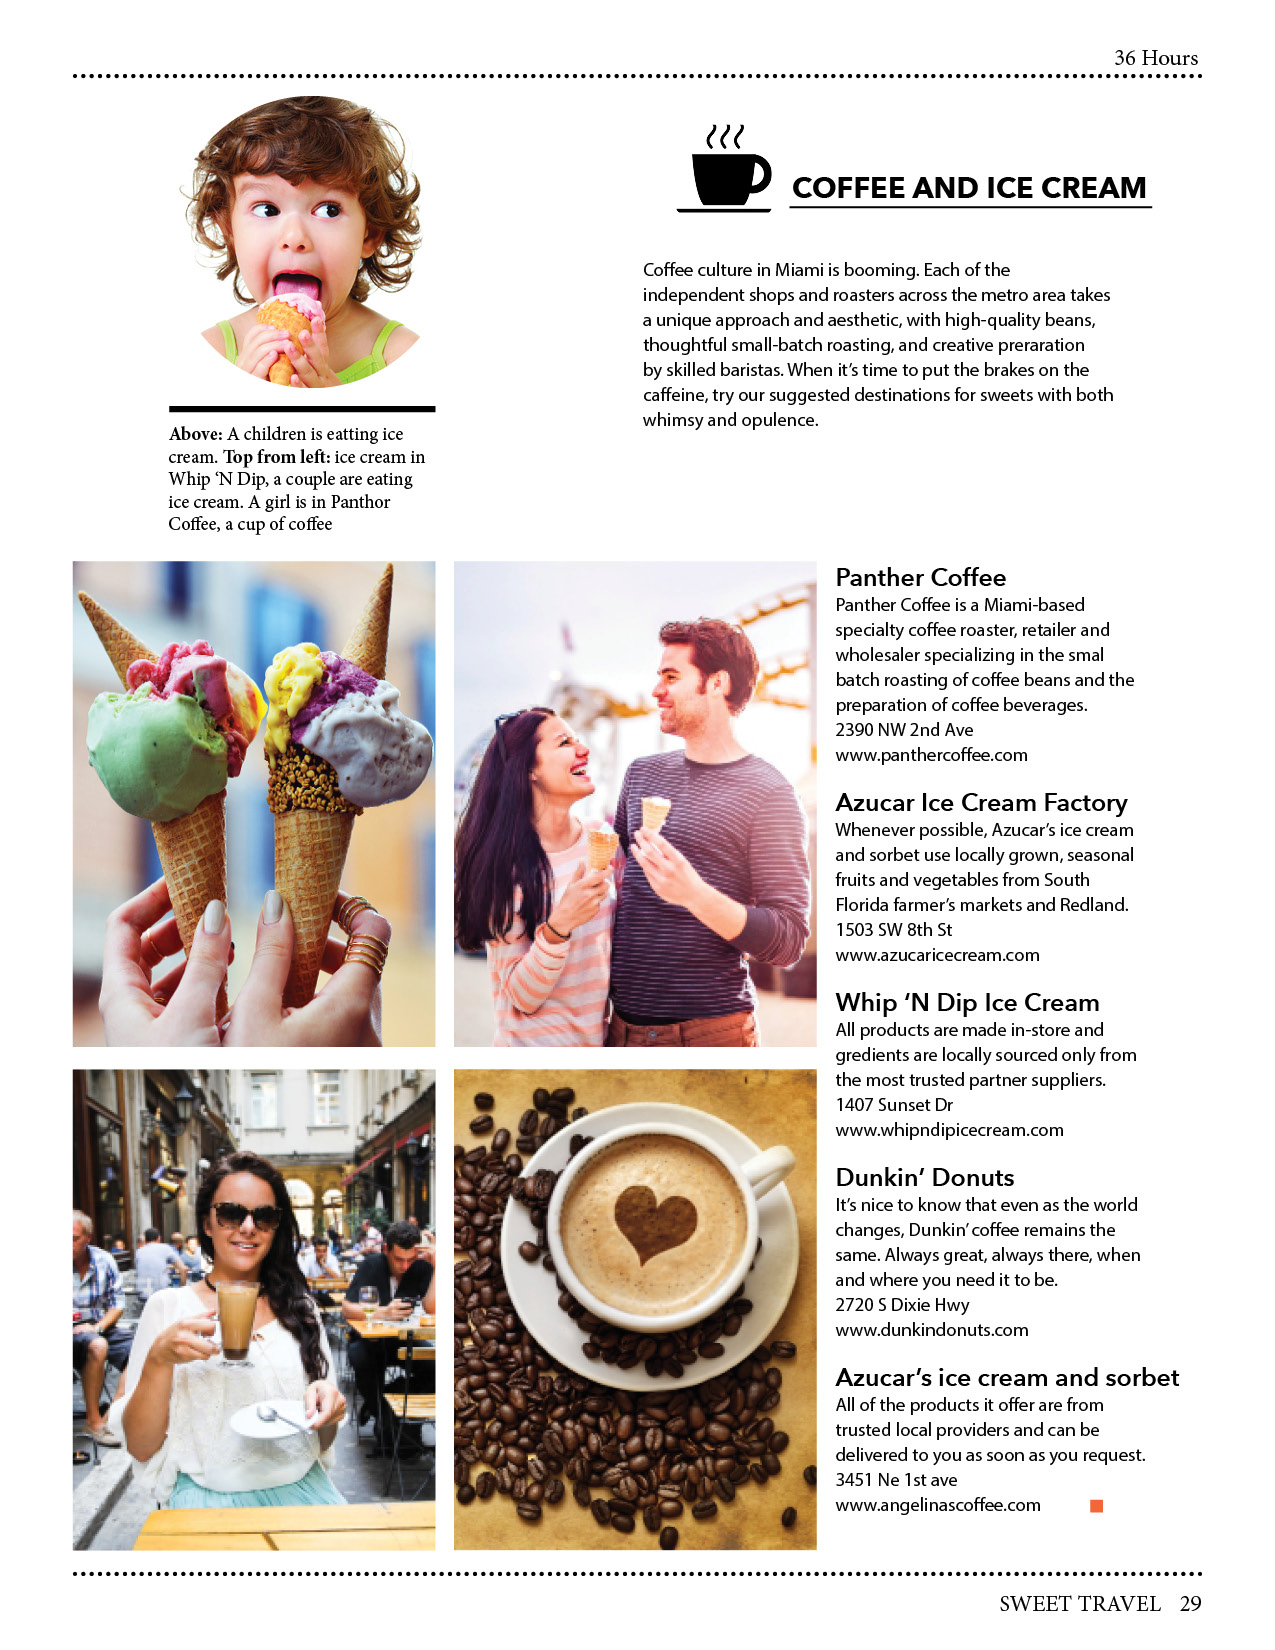 36 Hours
COFFEE AND ICE CREAM
Coffee culture in Miami is booming. Each of the
independent shops and roasters across the metro area takes
a unique approach and aesthetic, with high-quality beans,
thoughtful small-batch roasting, and creative preraration
by skilled baristas. When it’s time to put the brakes on the
caffeine, try our suggested destinations for sweets with both
whimsy and opulence.
Above: A children is eatting ice
cream. Top from left: ice cream in
Whip ‘N Dip, a couple are eating
ice cream. A girl is in Panthor
Coffee, a cup of coffee
Panther Coffee
Panther Coffee is a Miami-based
specialty coffee roaster, retailer and
wholesaler specializing in the smal
batch roasting of coffee beans and the
preparation of coffee beverages.
2390 NW 2nd Ave
www.panthercoffee.com
Azucar Ice Cream Factory
Whenever possible, Azucar’s ice cream
and sorbet use locally grown, seasonal
fruits and vegetables from South
Florida farmer’s markets and Redland.
1503 SW 8th St
www.azucaricecream.com
Whip ’N Dip Ice Cream
All products are made in-store and
gredients are locally sourced only from
the most trusted partner suppliers.
1407 Sunset Dr
www.whipndipicecream.com
Dunkin’ Donuts
It’s nice to know that even as the world
changes, Dunkin’ coffee remains the
same. Always great, always there, when
and where you need it to be.
2720 S Dixie Hwy
www.dunkindonuts.com
Azucar’s ice cream and sorbet
All of the products it offer are from
trusted local providers and can be
delivered to you as soon as you request.
3451 Ne 1st ave
www.angelinascoffee.com
SWEET TRAVEL 29